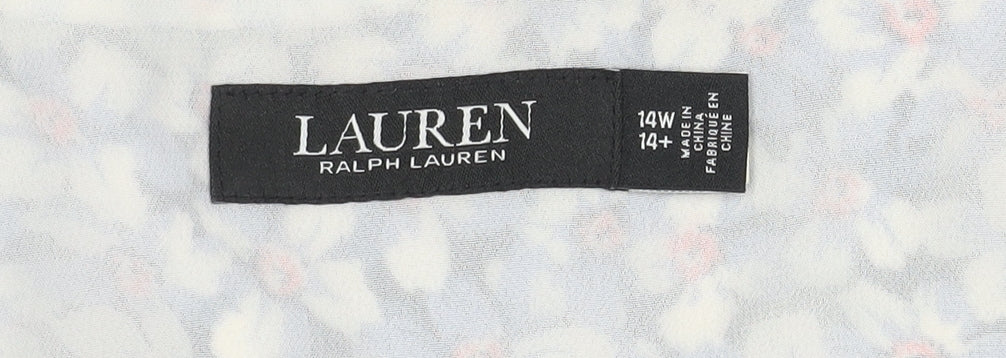 LAUREN
RALPH LAUREN
14W
14+
MADE IN
CHINA
FABRIQUÉ EN
CHINE